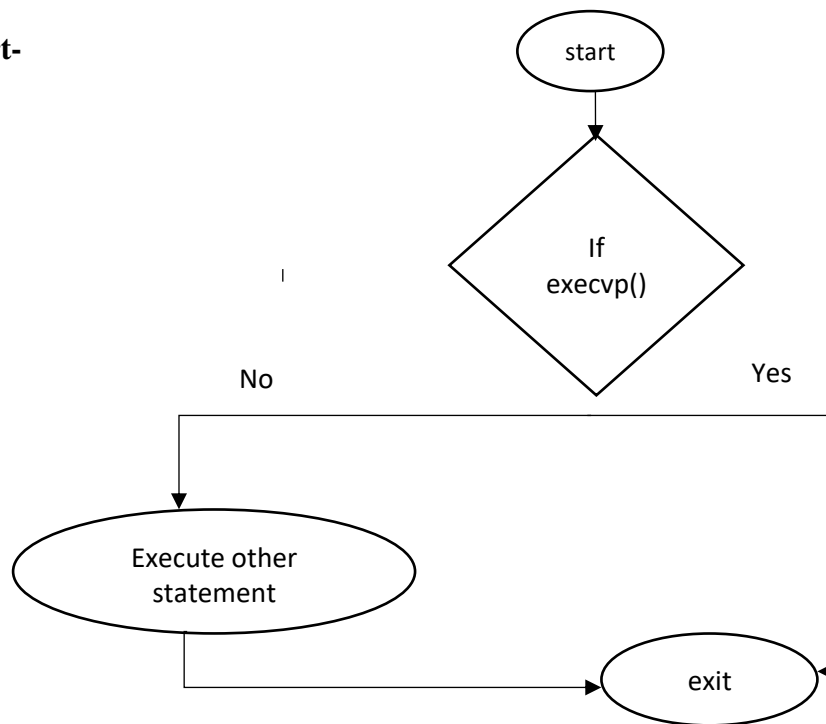 t-
start
If
execvp()
No
Yes
Execute other
statement
exit